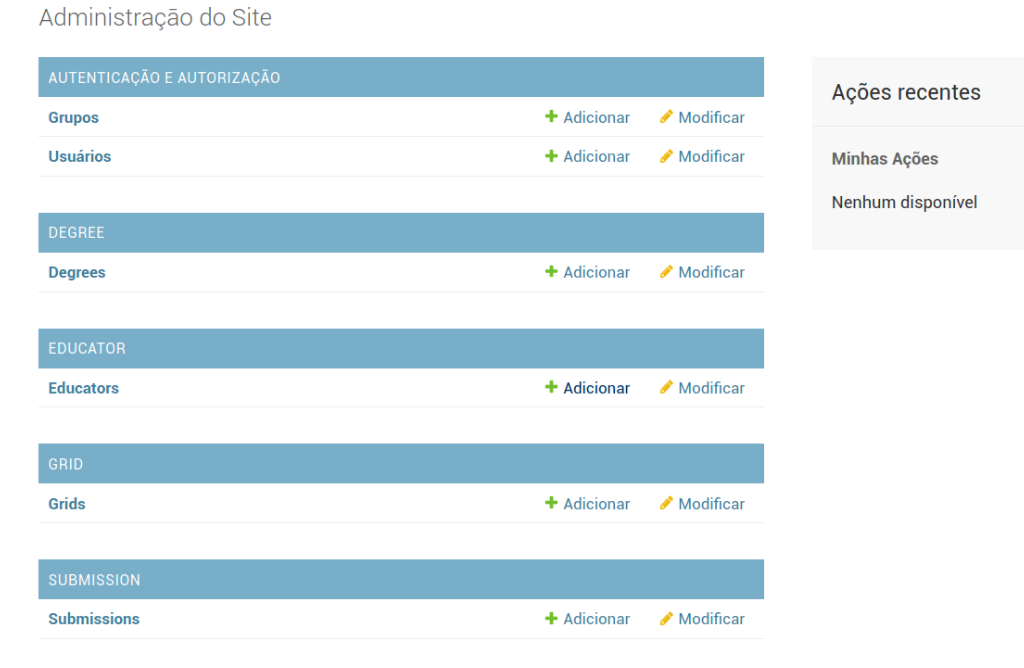 Administração do Site
AUTENTICAÇÃO E AUTORIZAÇÃO
Grupos Adicionar Modificar
Usuários Adicionar Modificar
DEGREE
Degrees Adicionar Modificar
EDUCATOR
Educators Adicionar Modificar
GRID
Grids Adicionar Modificar
SUBMISSION
Submissions Adicionar Modificar
Ações recentes
Minhas Ações
Nenhum disponível